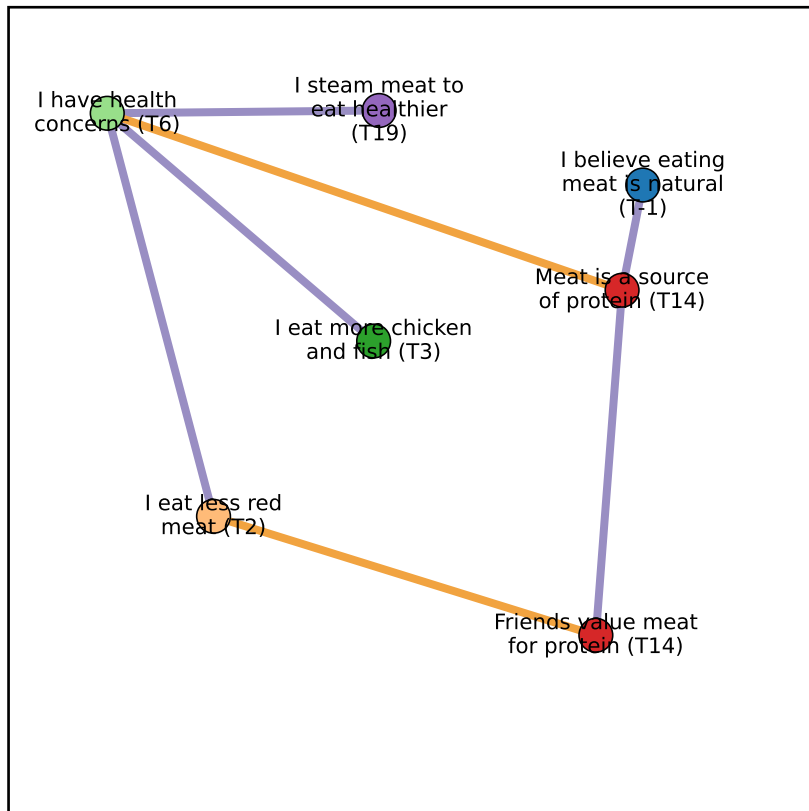 I have health
concerns (T6)
I steam meat to
eat healthier
(T19)
I believe eating
meat is natural
(T-1)
Meat is a source
of protein (T14)
I eat more chicken
and fish (T3)
I eat less red
meat (T2)
Friends value meat
for protein (T14)